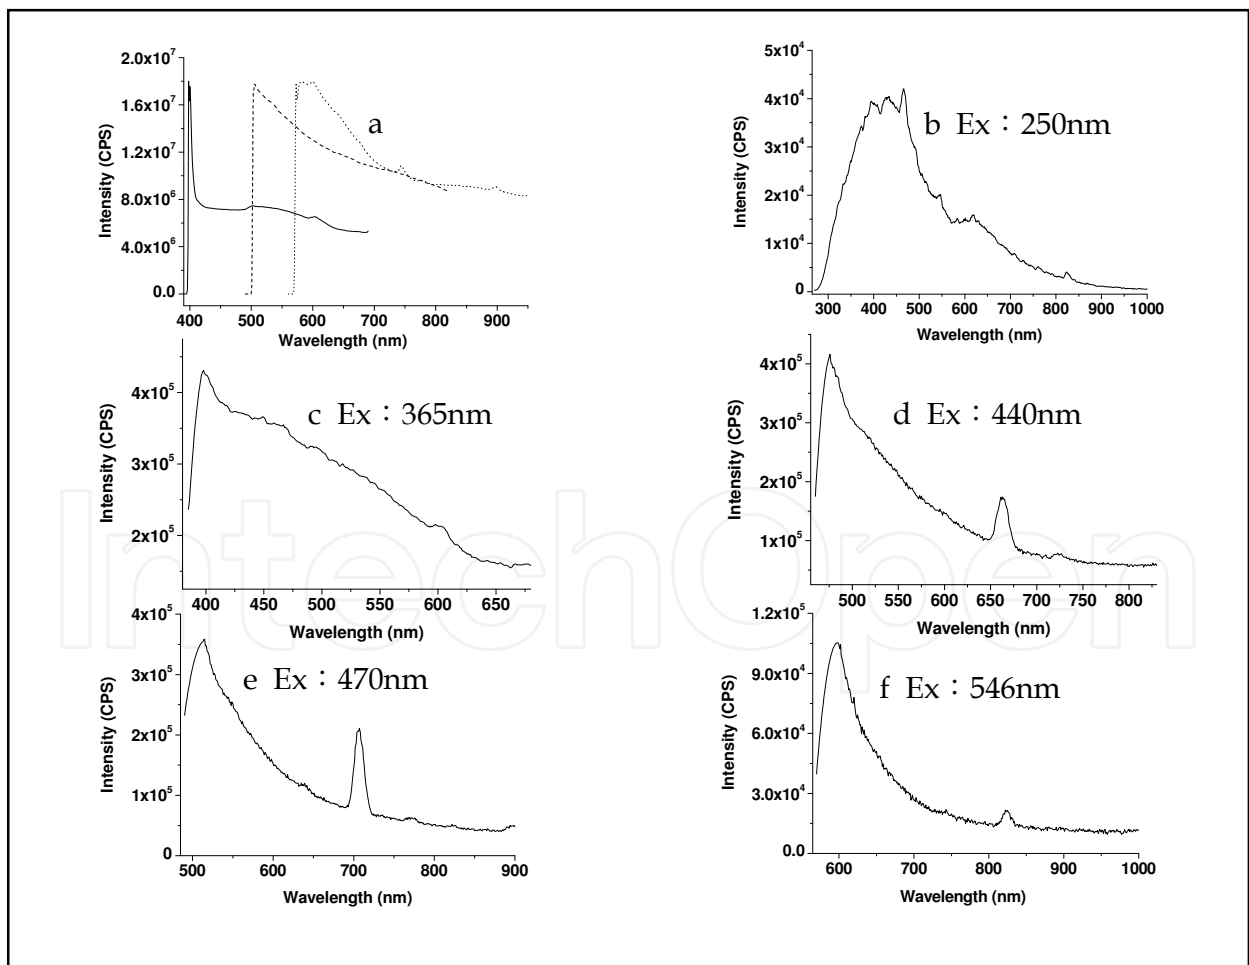 2.0x10⁷
1.6x10⁷
1.2x10⁷
8.0x10⁶
4.0x10⁶
0.0
Intensity (CPS)
a
400 500 600 700 800 900
Wavelength (nm)
5x10⁴
4x10⁴
3x10⁴
2x10⁴
1x10⁴
0
Intensity (CPS)
b Ex：250nm
300 400 500 600 700 800 900 1000
Wavelength (nm)
4x10⁵
3x10⁵
2x10⁵
Intensity (CPS)
c Ex：365nm
400 450 500 550 600 650
Wavelength (nm)
4x10⁵
3x10⁵
2x10⁵
1x10⁵
Intensity (CPS)
d Ex：440nm
500 550 600 650 700 750 800
Wavelength (nm)
4x10⁵
3x10⁵
2x10⁵
1x10⁵
0
Intensity (CPS)
e Ex：470nm
500 600 700 800 900
Wavelength (nm)
1.2x10⁵
9.0x10⁴
6.0x10⁴
3.0x10⁴
0.0
Intensity (CPS)
f Ex：546nm
600 700 800 900 1000
Wavelength (nm)
IntechOpen